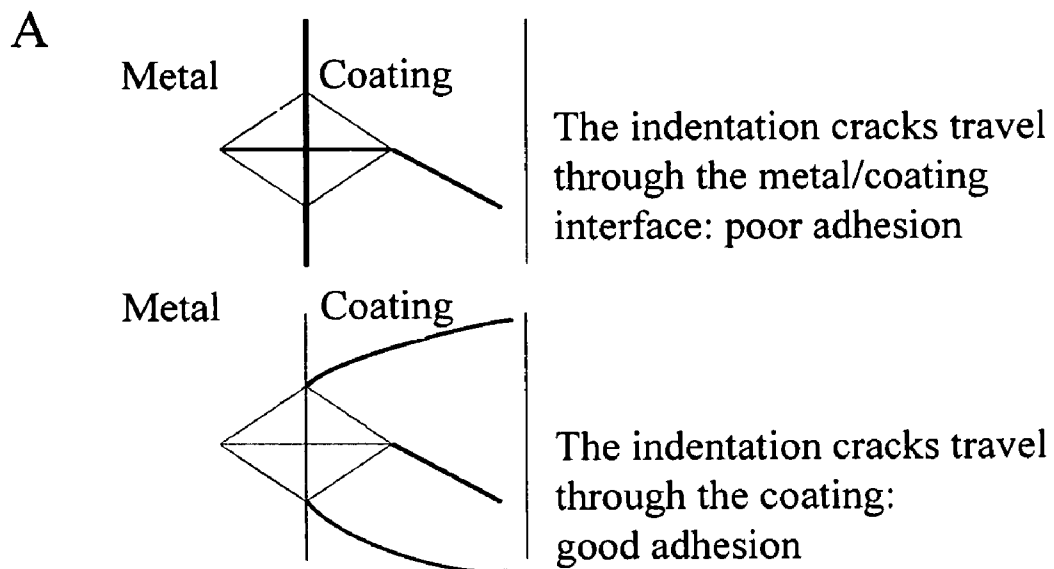 A
Metal Coating
The indentation cracks travel
through the metal/coating
interface: poor adhesion
Metal Coating
The indentation cracks travel
through the coating:
good adhesion